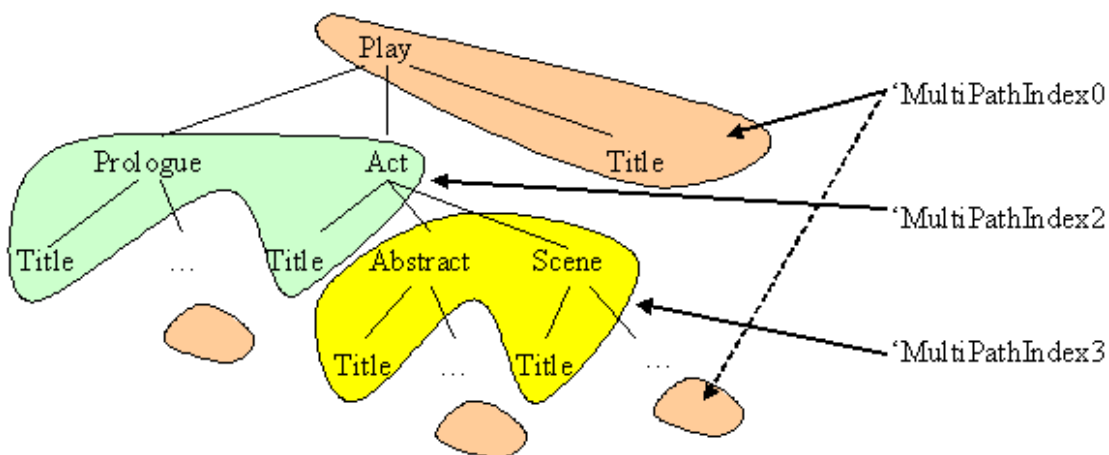 Play
‘MultiPathIndex0
Prologue Act Title
‘MultiPathIndex2
Title ... Title Abstract Scene
‘MultiPathIndex3
Title ... Title ...